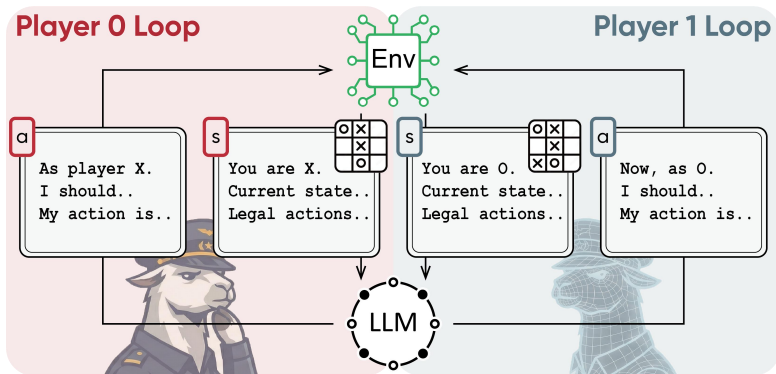 Player 0 Loop
Player 1 Loop
Env
a
As player X.
I should..
My action is..
s
You are X.
Current state..
Legal actions..
s
You are O.
Current state..
Legal actions..
a
Now, as O.
I should..
My action is..
LLM